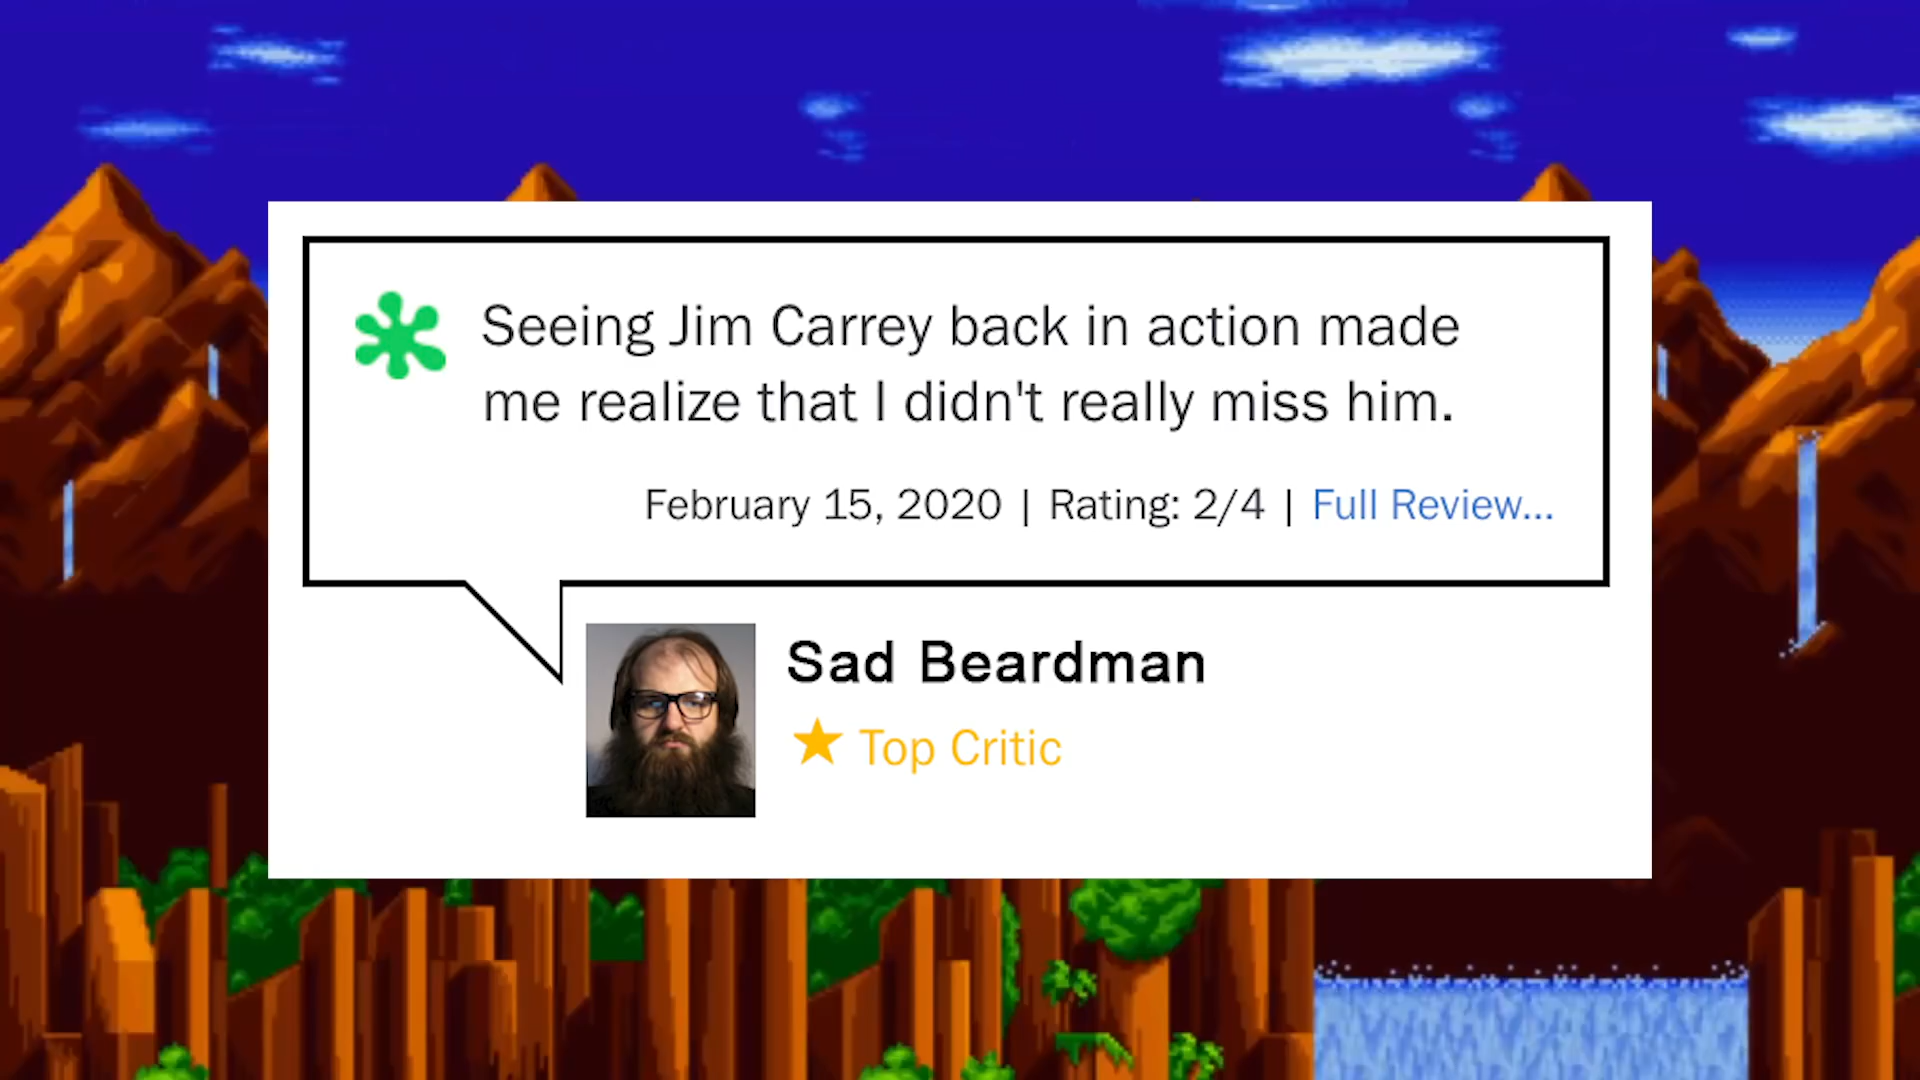 Seeing Jim Carrey back in action made
me realize that I didn't really miss him.
February 15, 2020 | Rating: 2/4 | Full Review...
Sad Beardman
Top Critic